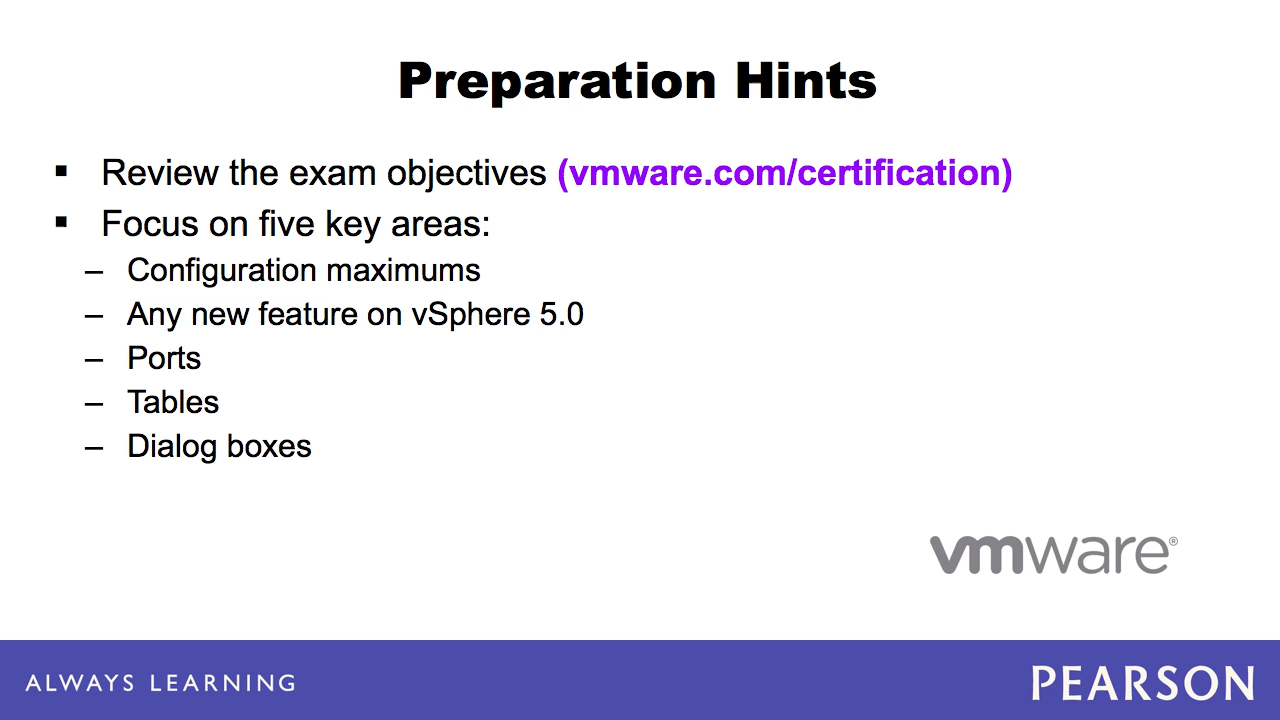 Preparation Hints
▪ Review the exam objectives (vmware.com/certification)
▪ Focus on five key areas:
– Configuration maximums
– Any new feature on vSphere 5.0
– Ports
– Tables
– Dialog boxes
vmware®
ALWAYS LEARNING
PEARSON